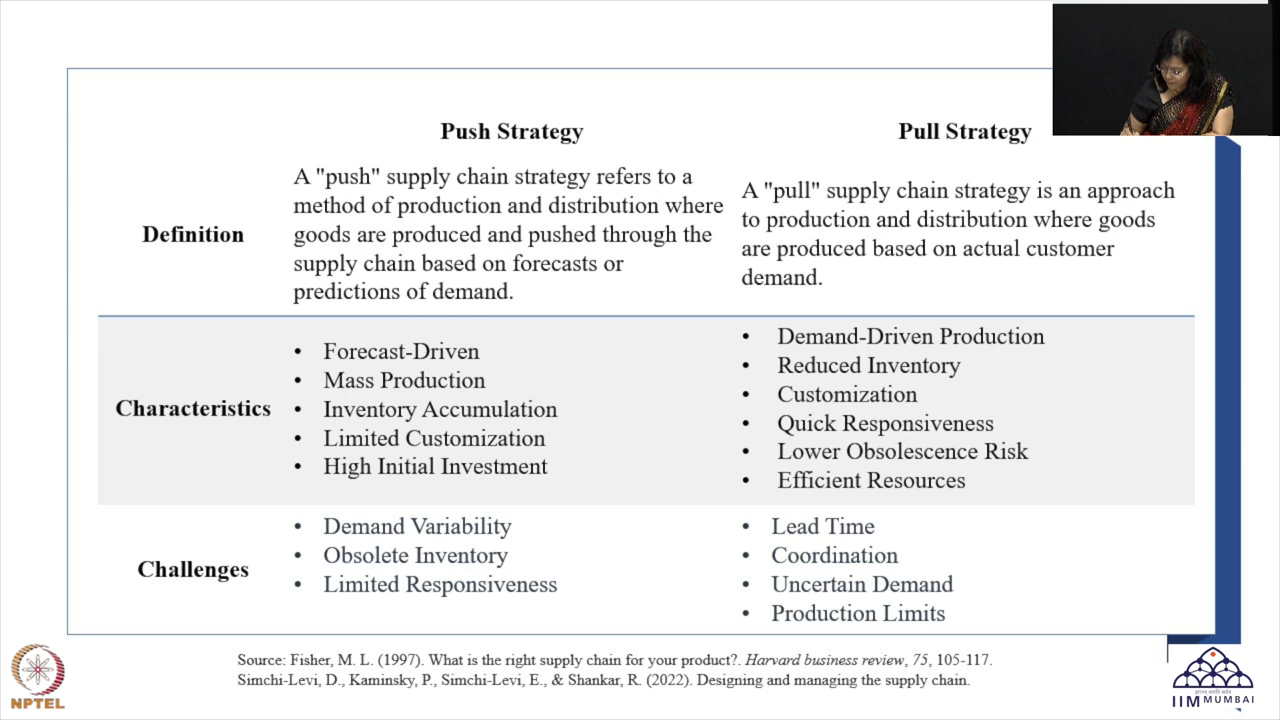 Push Strategy
Pull Strategy
Definition
A "push" supply chain strategy refers to a
method of production and distribution where
goods are produced and pushed through the
supply chain based on forecasts or
predictions of demand.
A "pull" supply chain strategy is an approach
to production and distribution where goods
are produced based on actual customer
demand.
Characteristics
• Forecast-Driven
• Mass Production
• Inventory Accumulation
• Limited Customization
• High Initial Investment
• Demand-Driven Production
• Reduced Inventory
• Customization
• Quick Responsiveness
• Lower Obsolescence Risk
• Efficient Resources
Challenges
• Demand Variability
• Obsolete Inventory
• Limited Responsiveness
• Lead Time
• Coordination
• Uncertain Demand
• Production Limits
Source: Fisher, M. L. (1997). What is the right supply chain for your product?. Harvard business review, 75, 105-117.
Simchi-Levi, D., Kaminsky, P., Simchi-Levi, E., & Shankar, R. (2022). Designing and managing the supply chain.
NPTEL
IIM MUMBAI